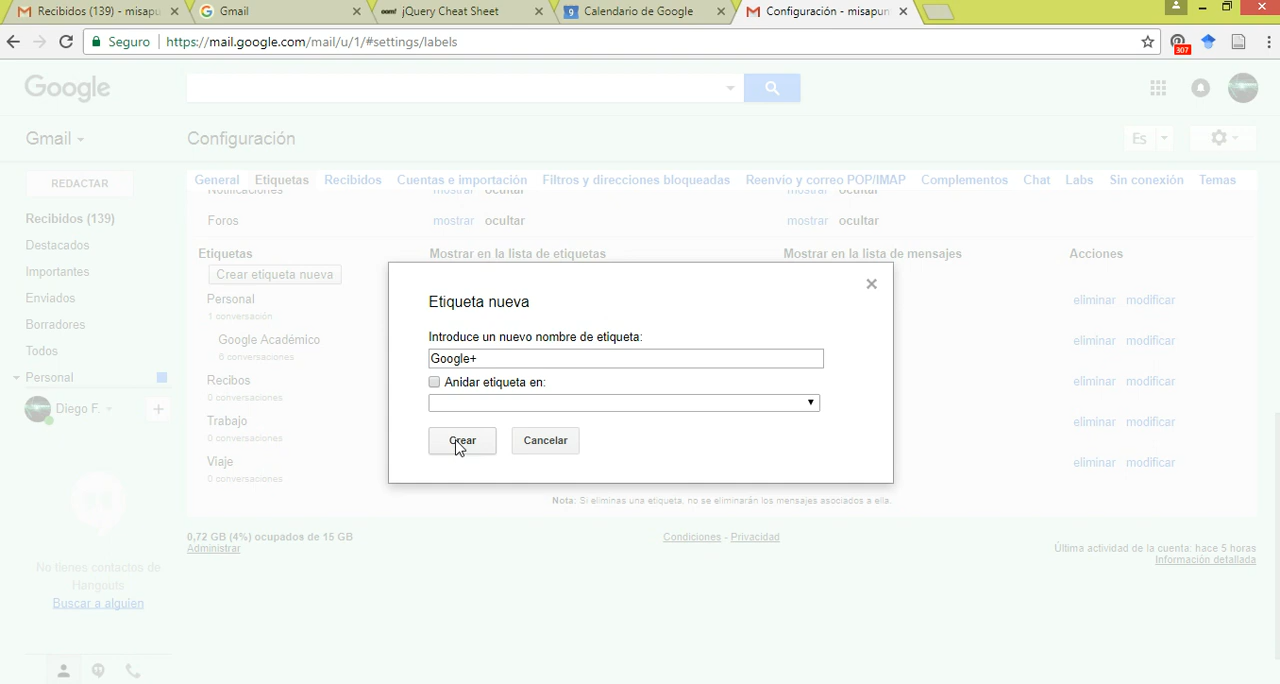 Recibidos (139) - misapu
Gmail
jQuery Cheat Sheet
Calendario de Google
Configuración - misapun
Seguro
https://mail.google.com/mail/u/1/#settings/labels
307
Google
Gmail
Configuración
Es
REDACTAR
General Etiquetas Recibidos Cuentas e importación Filtros y direcciones bloqueadas Reenvío y correo POP/IMAP Complementos Chat Labs Sin conexión Temas
Notificaciones mostrar ocultar mostrar ocultar
Recibidos (139)
Foros mostrar ocultar mostrar ocultar
Destacados
Etiquetas Mostrar en la lista de etiquetas Mostrar en la lista de mensajes Acciones
Importantes
Crear etiqueta nueva
Enviados
Personal eliminar modificar
1 conversación
Borradores
Google Académico eliminar modificar
6 conversaciones
Todos
Personal
Recibos eliminar modificar
0 conversaciones
Diego F.
Trabajo eliminar modificar
0 conversaciones
Viaje eliminar modificar
0 conversaciones
Etiqueta nueva
Introduce un nuevo nombre de etiqueta:
Google+
Anidar etiqueta en:
Crear Cancelar
Nota: Si eliminas una etiqueta, no se eliminarán los mensajes asociados a ella.
0,72 GB (4%) ocupados de 15 GB
Administrar
Condiciones - Privacidad
Última actividad de la cuenta: hace 5 horas
Información detallada
No tienes contactos de
Hangouts
Buscar a alguien